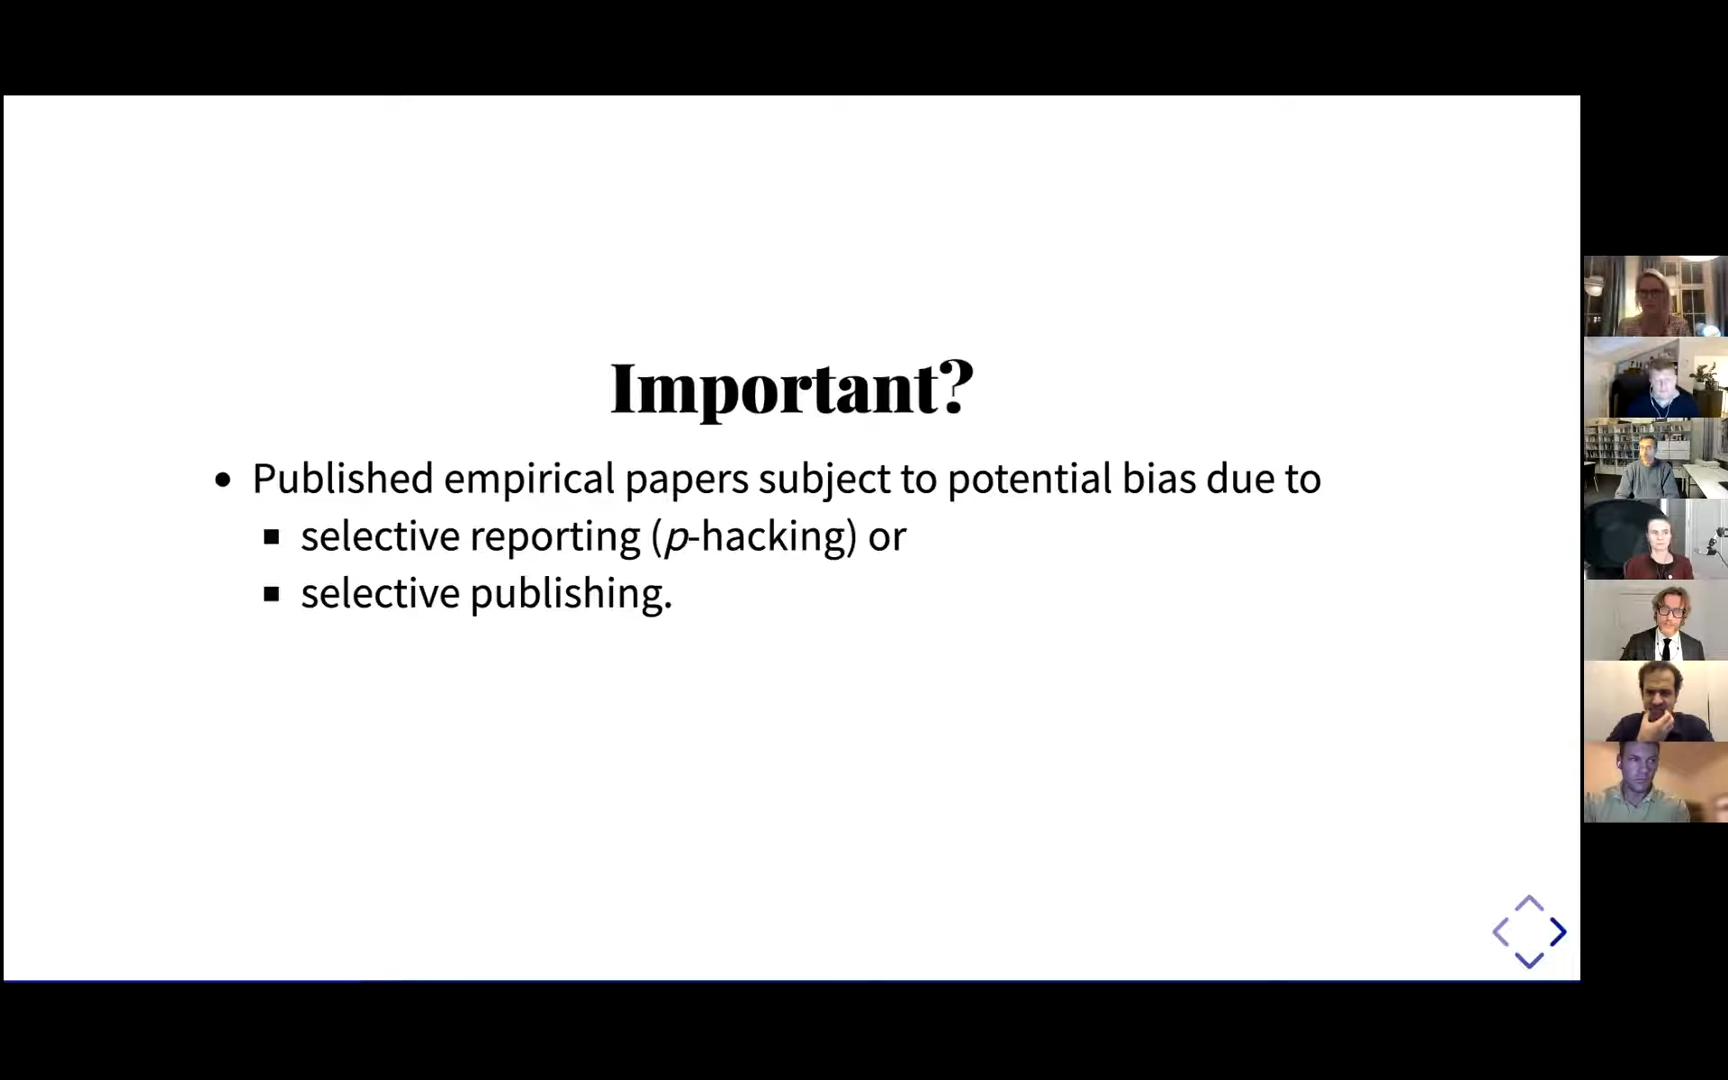 Important?
• Published empirical papers subject to potential bias due to
▪ selective reporting (p-hacking) or
▪ selective publishing.